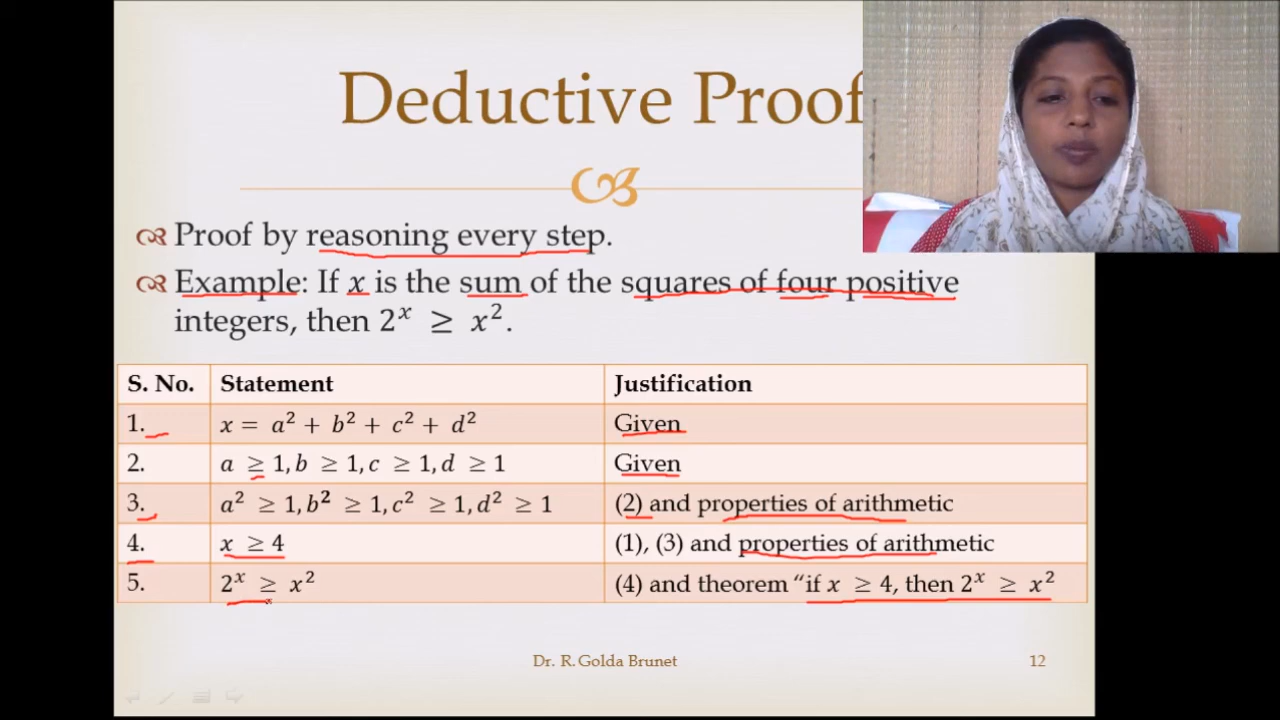 Deductive Proof
Proof by reasoning every step.
Example: If x is the sum of the squares of four positive
integers, then 2ˣ ≥ x².
S. No. Statement Justification
1. x = a² + b² + c² + d² Given
2. a ≥ 1, b ≥ 1, c ≥ 1, d ≥ 1 Given
3. a² ≥ 1, b² ≥ 1, c² ≥ 1, d² ≥ 1 (2) and properties of arithmetic
4. x ≥ 4 (1), (3) and properties of arithmetic
5. 2ˣ ≥ x² (4) and theorem “if x ≥ 4, then 2ˣ ≥ x²
Dr. R. Golda Brunet 12